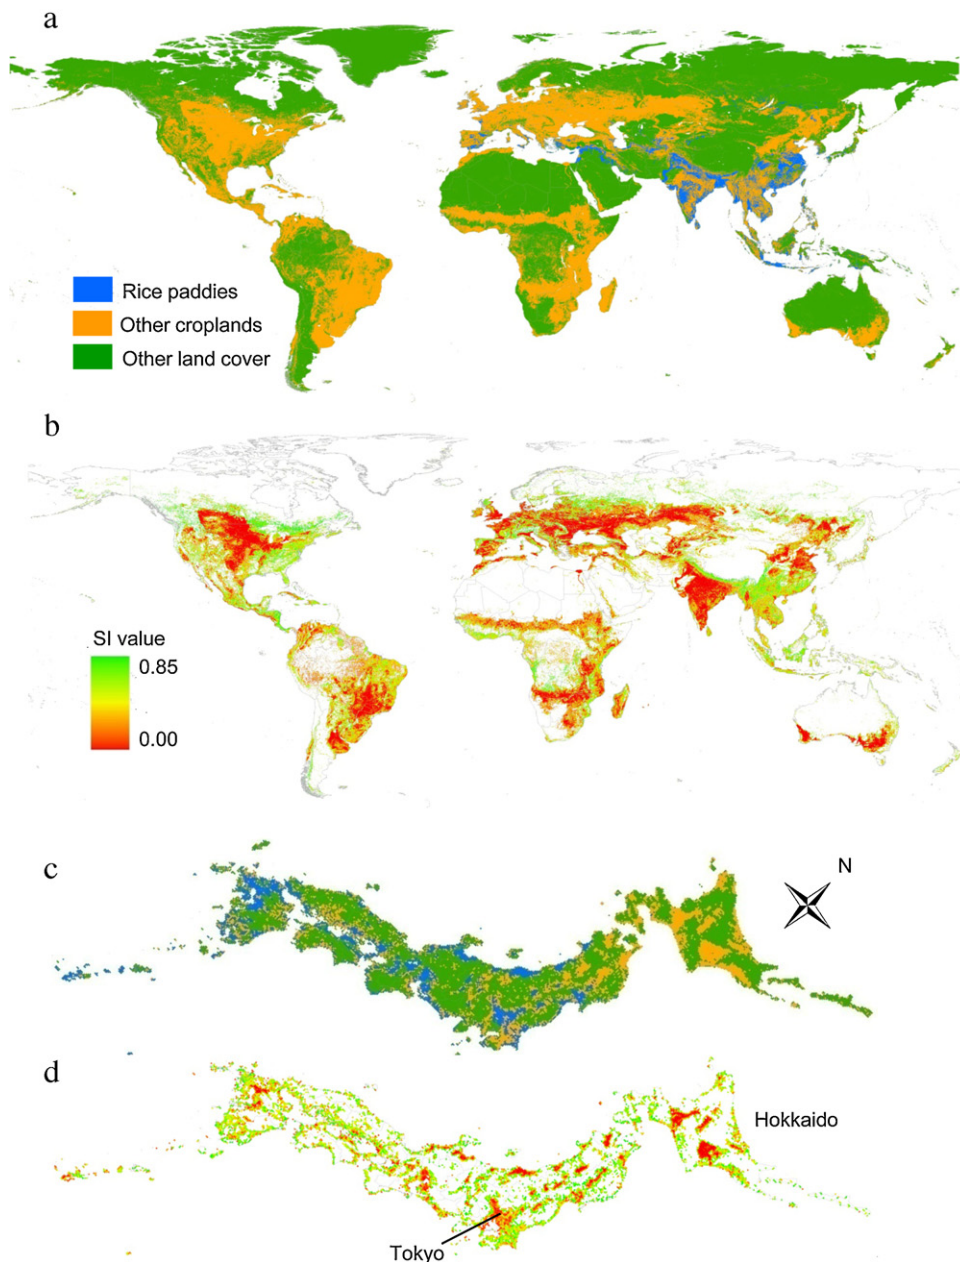 a
Rice paddies
Other croplands
Other land cover
b
SI value
0.85
0.00
c
N
d
Hokkaido
Tokyo